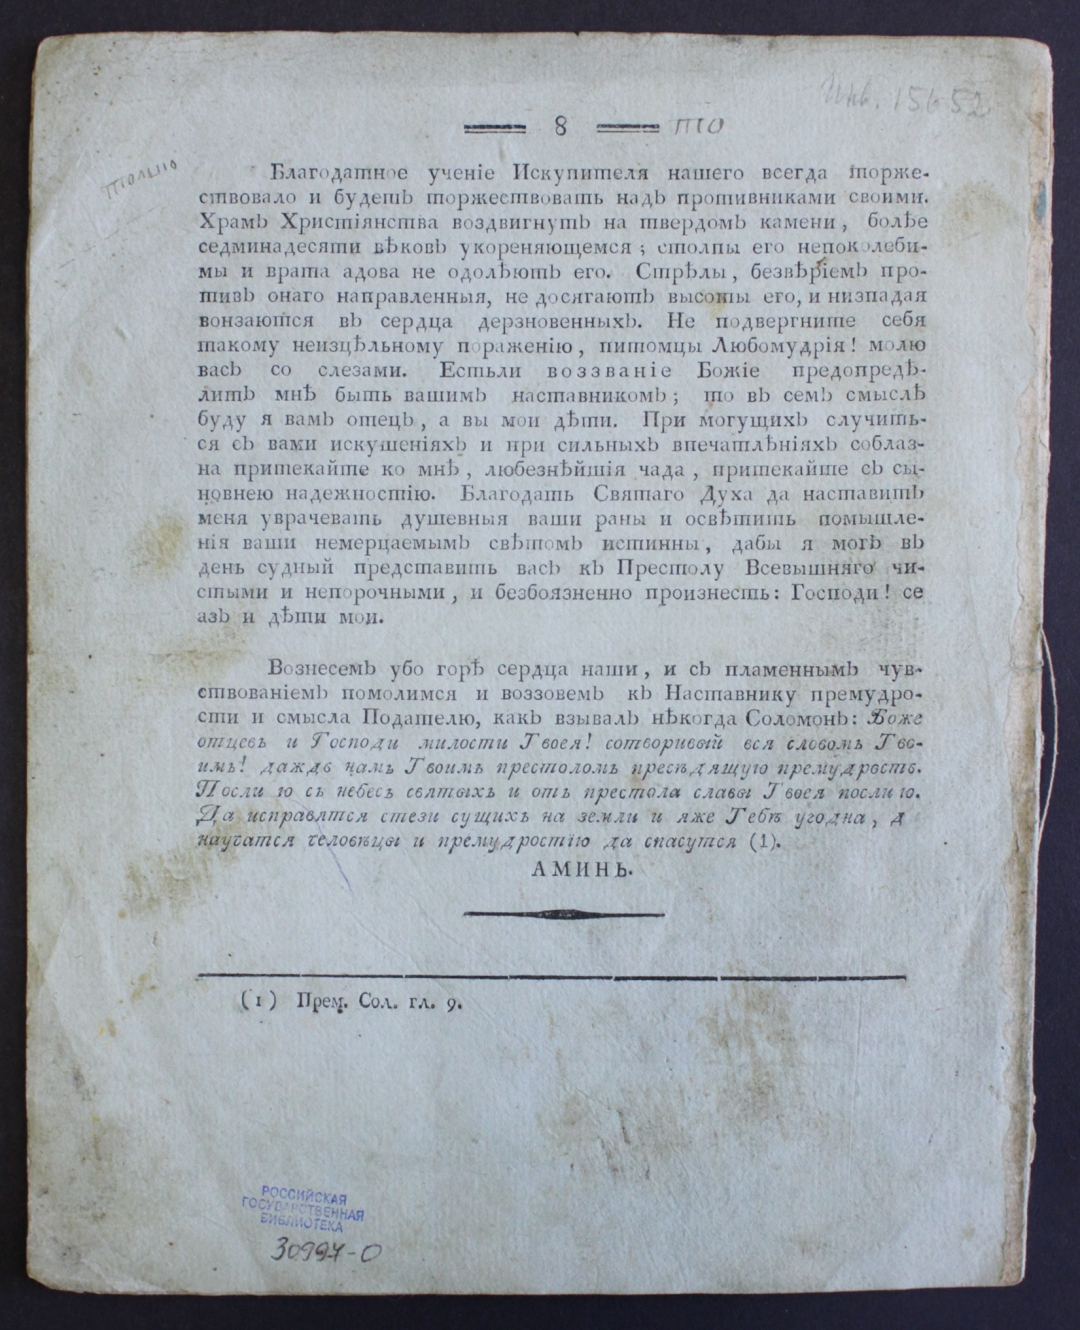 Инв. 15652
8
то
только
Благодатное ученіе Искупителя нашего всегда торже-
ствовало и будетъ торжествовать надъ противниками своими.
Храмъ Христіянства воздвигнутъ на твердомъ камени, болѣе
седминадесяти вѣковъ укореняющемся; столпы его непоколеби-
мы и врата адова не одолѣютъ его. Стрѣлы, безвѣріемъ про-
тивъ онаго направленныя, не досягаютъ высоты его, и низпадая
вонзаются въ сердца дерзновенныхъ. Не подвергните себя
такому неизцѣльному пораженію, питомцы Любомудрія! молю
васъ со слезами. Естьли воззваніе Божіе предопредѣ-
литъ мнѣ быть вашимъ наставникомъ; то въ семъ смыслѣ
буду я вамъ отецъ, а вы мои дѣти. При могущихъ случить-
ся съ вами искушеніяхъ и при сильныхъ впечатлѣніяхъ соблаз-
на притекайте ко мнѣ, любезнѣйшія чада, притекайте съ сы-
новнею надежностію. Благодать Святаго Духа да наставитъ
меня уврачевать душевныя ваши раны и освѣтить помышле-
нія ваши немерцаемымъ свѣтомъ истинны, дабы я могъ въ
день судный представить васъ къ Престолу Всевышняго чи-
стыми и непорочными, и безбоязненно произнесть: Господи! се
азъ и дѣти мои.
Вознесемъ убо горѣ сердца наши, и съ пламеннымъ чув-
ствованіемъ помолимся и воззовемъ къ Наставнику премудро-
сти и смысла Подателю, какъ взывалъ нѣкогда Соломонъ: Боже
отцевъ и Господи милости Твоея! сотворивый вся словомъ Тво-
имъ! даждь намъ Твоимъ престоломъ присѣдящую премудрость.
Посли ю съ небесъ святыхъ и отъ престола славы Твоея посли ю.
Да исправятся стези сущихъ на земли и яже Тебѣ угодна,
научатся человѣцы и премудростію да спасутся (1).
АМИНЬ.
(1) Прем. Сол. гл. 9.
РОССИЙСКАЯ
ГОСУДАРСТВЕННАЯ
БИБЛИОТЕКА
30997-0